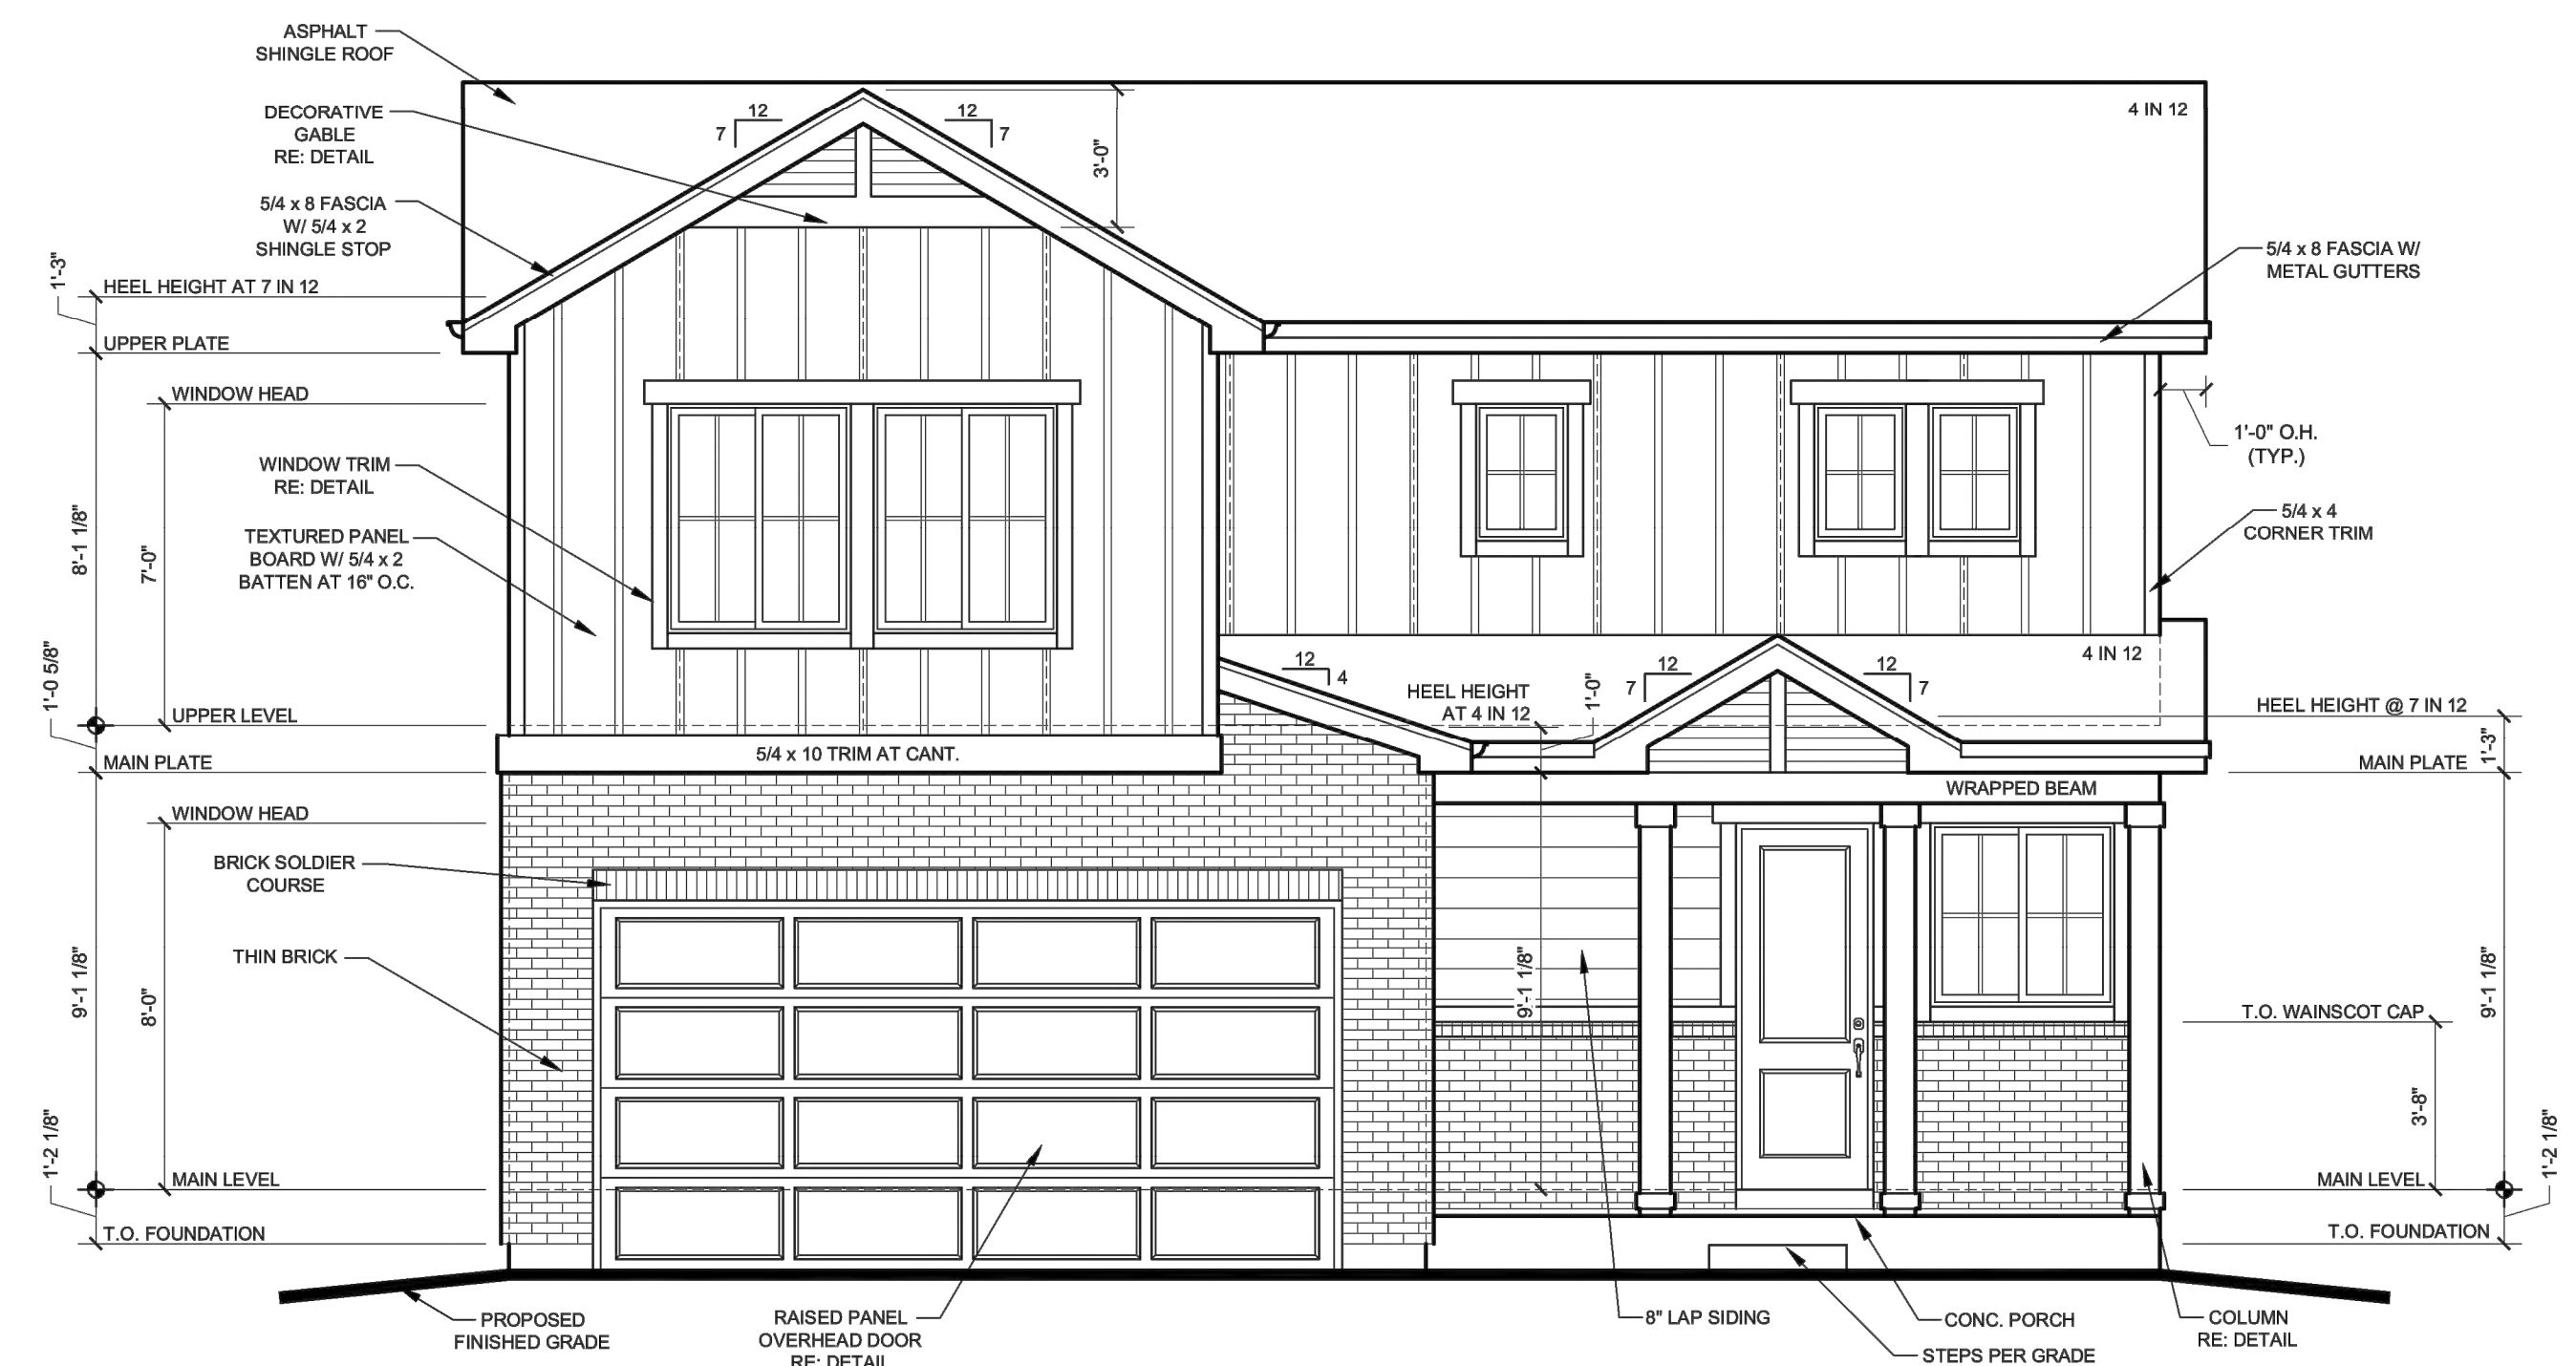 ASPHALT
SHINGLE ROOF
DECORATIVE
GABLE
RE: DETAIL
5/4 x 8 FASCIA
W/ 5/4 x 2
SHINGLE STOP
1'-3"
HEEL HEIGHT AT 7 IN 12
UPPER PLATE
WINDOW HEAD
WINDOW TRIM
RE: DETAIL
TEXTURED PANEL
BOARD W/ 5/4 x 2
BATTEN AT 16" O.C.
8'-1 1/8"
7'-0"
1'-0 5/8"
UPPER LEVEL
MAIN PLATE
WINDOW HEAD
BRICK SOLDIER
COURSE
THIN BRICK
9'-1 1/8"
8'-0"
1'-2 1/8"
MAIN LEVEL
T.O. FOUNDATION
PROPOSED
FINISHED GRADE
RAISED PANEL
OVERHEAD DOOR
RE: DETAIL
12
7
12
7
3'-0"
4 IN 12
5/4 x 10 TRIM AT CANT.
12
4
HEEL HEIGHT
AT 4 IN 12
1'-0"
12
7
12
7
4 IN 12
WRAPPED BEAM
9'-1 1/8"
5/4 x 8 FASCIA W/
METAL GUTTERS
1'-0" O.H.
(TYP.)
5/4 x 4
CORNER TRIM
HEEL HEIGHT @ 7 IN 12
1'-3"
MAIN PLATE
T.O. WAINSCOT CAP
9'-1 1/8"
3'-8"
MAIN LEVEL
1'-2 1/8"
T.O. FOUNDATION
8" LAP SIDING
CONC. PORCH
STEPS PER GRADE
COLUMN
RE: DETAIL